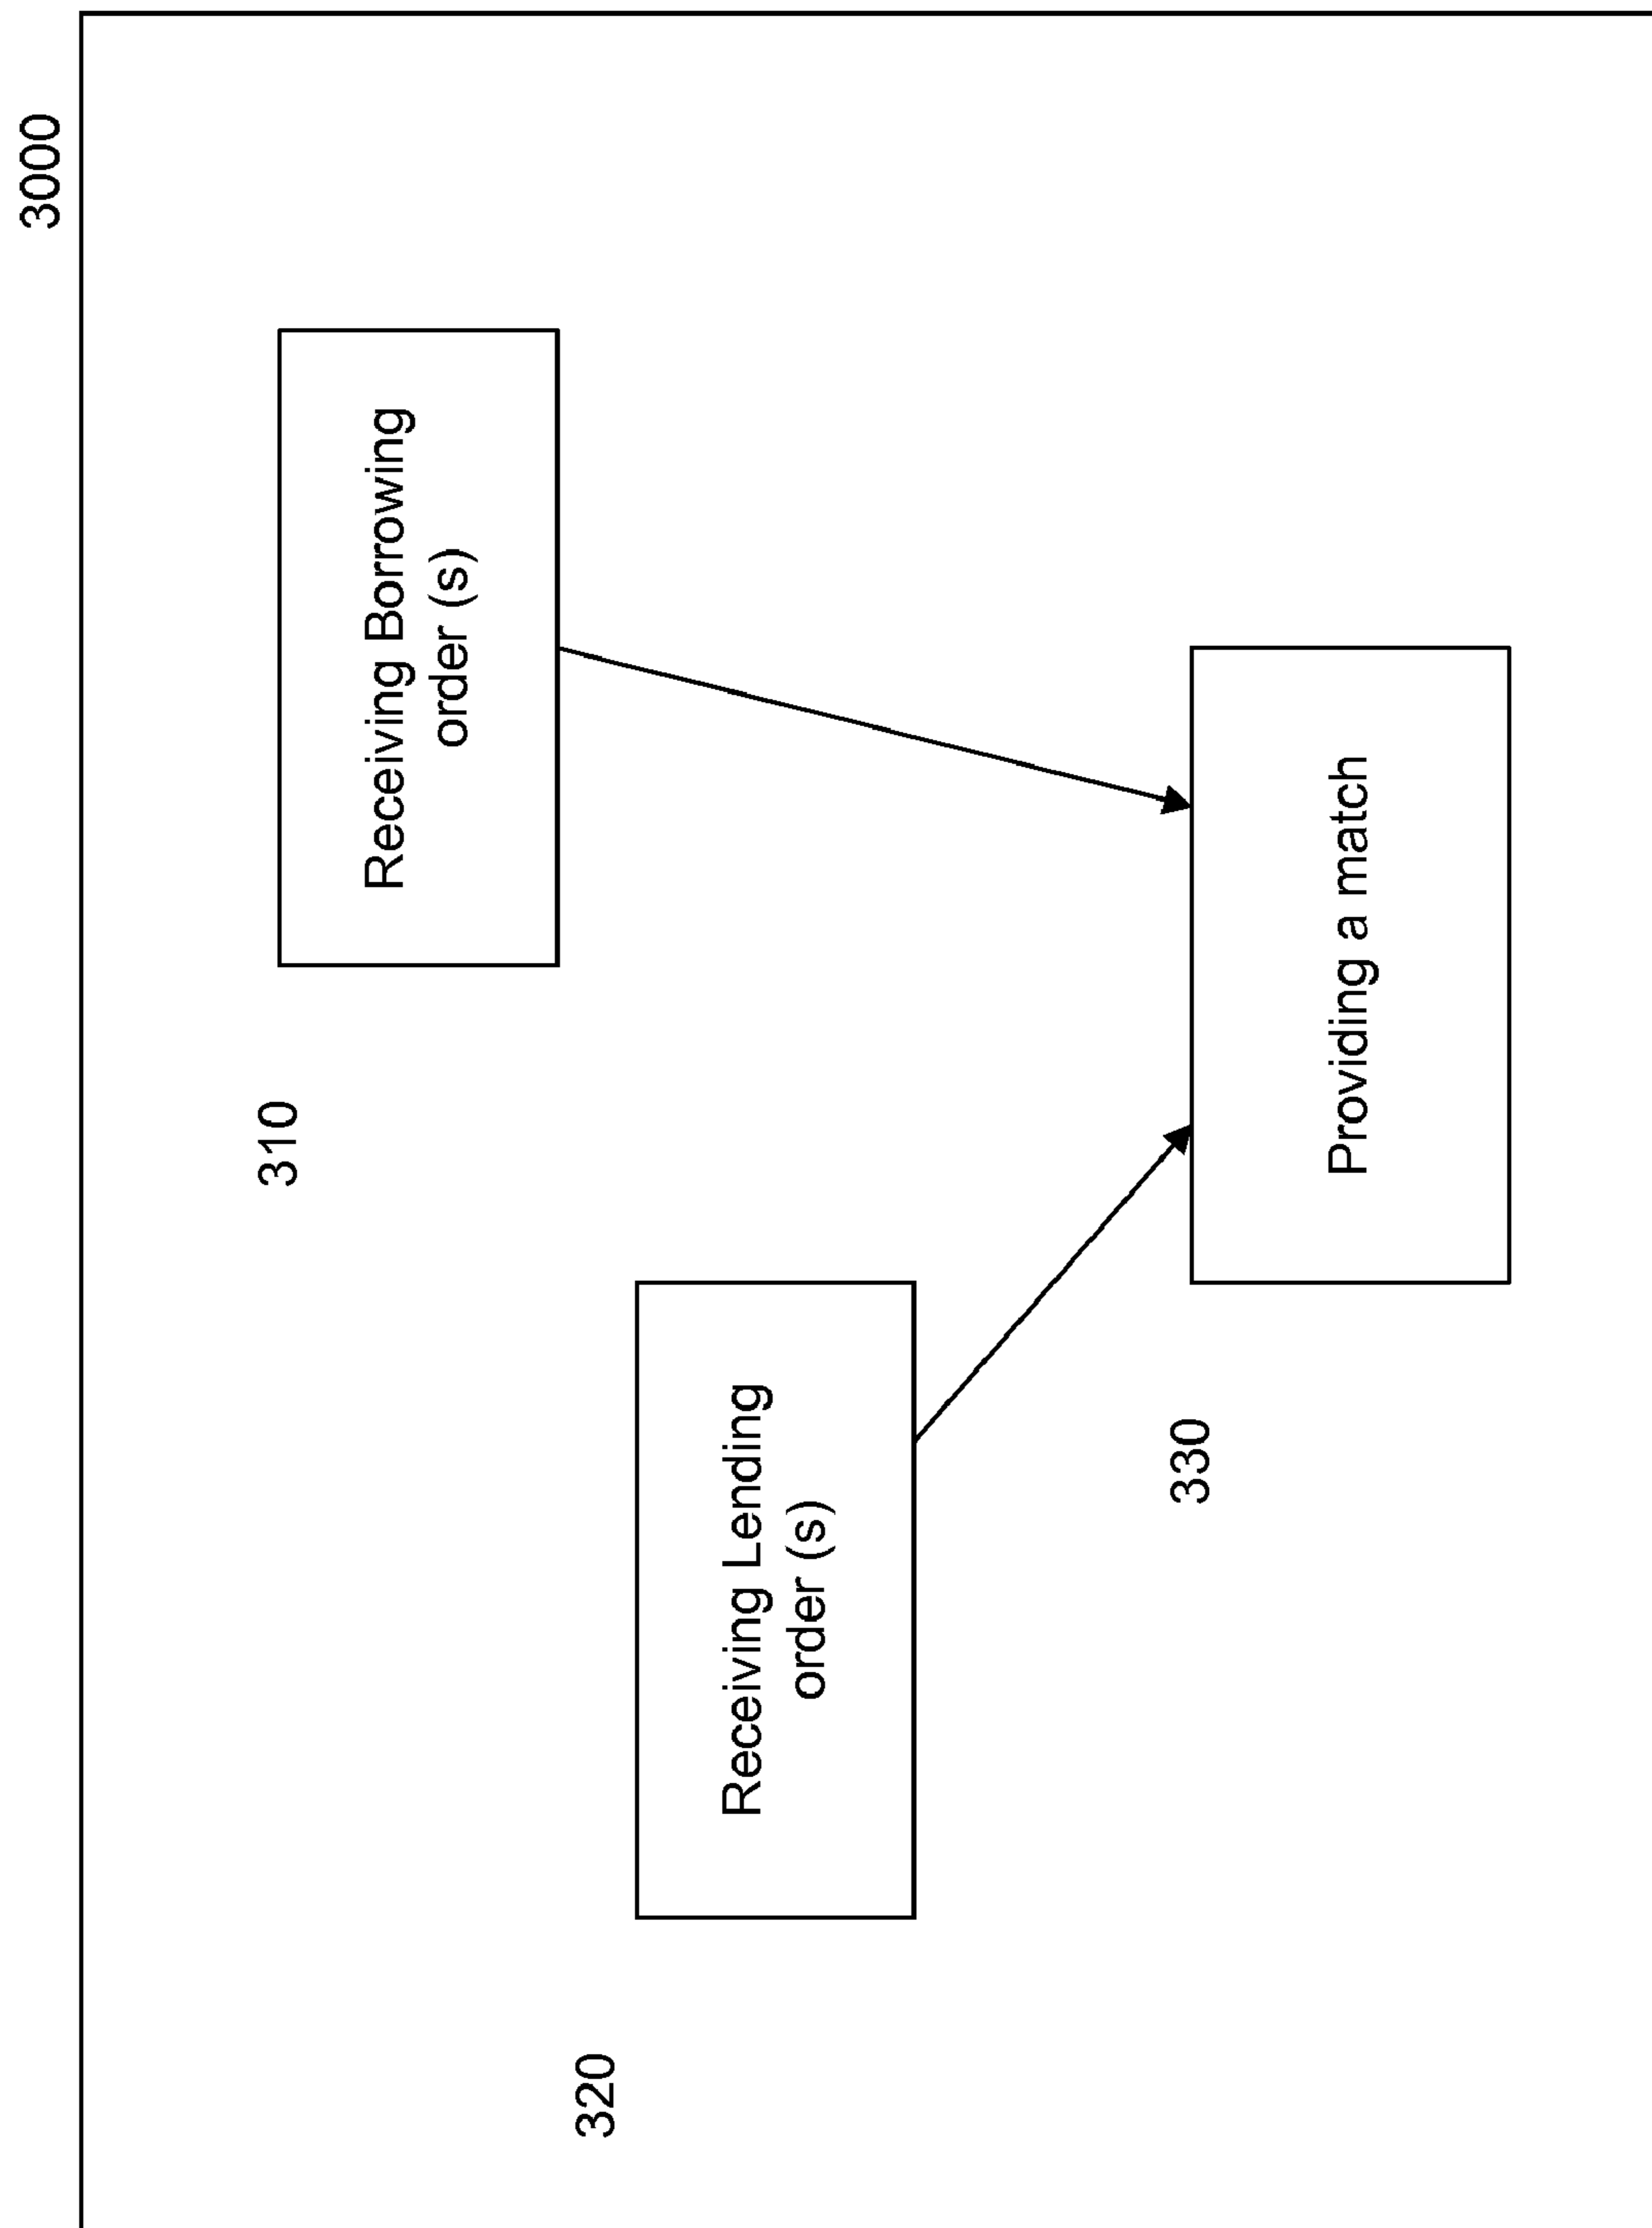 3000
310
Receiving Borrowing
order (s)
320
Receiving Lending
order (s)
330
Providing a match